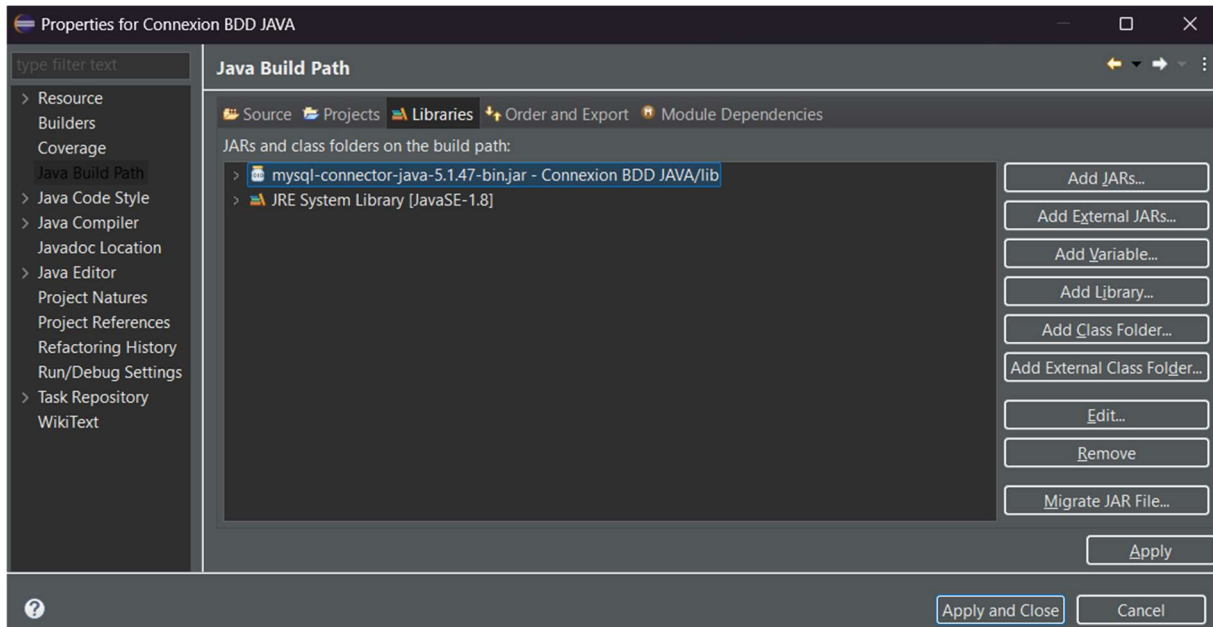 Properties for Connexion BDD JAVA
type filter text
Resource
Builders
Coverage
Java Build Path
Java Code Style
Java Compiler
Javadoc Location
Java Editor
Project Natures
Project References
Refactoring History
Run/Debug Settings
Task Repository
WikiText
Java Build Path
Source Projects Libraries Order and Export Module Dependencies
JARs and class folders on the build path:
mysql-connector-java-5.1.47-bin.jar - Connexion BDD JAVA/lib
JRE System Library [JavaSE-1.8]
Add JARs...
Add External JARs...
Add Variable...
Add Library...
Add Class Folder...
Add External Class Folder...
Edit...
Remove
Migrate JAR File...
Apply
?
Apply and Close Cancel